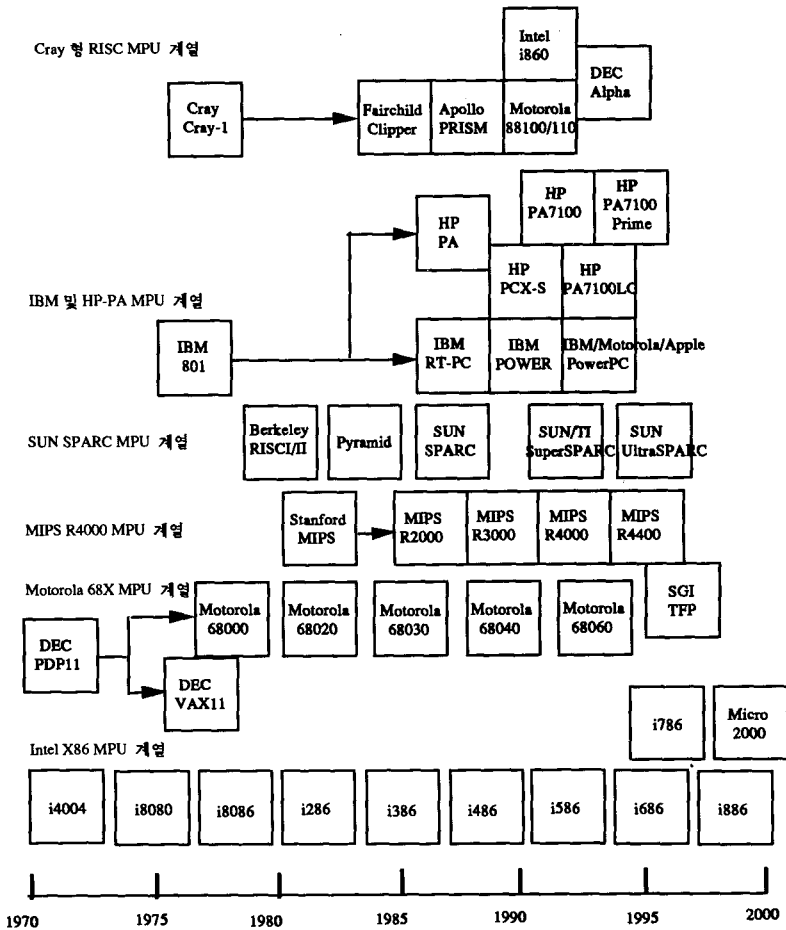 Cray 형 RISC MPU 계열
Intel
i860
DEC
Alpha
Cray
Cray-1
Fairchild
Clipper
Apollo
PRISM
Motorola
88100/110
HP
PA
HP
PA7100
HP
PA7100
Prime
HP
PCX-S
HP
PA7100LC
IBM 및 HP-PA MPU 계열
IBM
801
IBM
RT-PC
IBM
POWER
IBM/Motorola/Apple
PowerPC
SUN SPARC MPU 계열
Berkeley
RISCI/II
Pyramid
SUN
SPARC
SUN/TI
SuperSPARC
SUN
UltraSPARC
MIPS R4000 MPU 계열
Stanford
MIPS
MIPS
R2000
MIPS
R3000
MIPS
R4000
MIPS
R4400
SGI
TFP
Motorola 68X MPU 계열
DEC
PDP11
Motorola
68000
Motorola
68020
Motorola
68030
Motorola
68040
Motorola
68060
DEC
VAX11
i786
Micro
2000
Intel X86 MPU 계열
i4004
i8080
i8086
i286
i386
i486
i586
i686
i886
1970
1975
1980
1985
1990
1995
2000